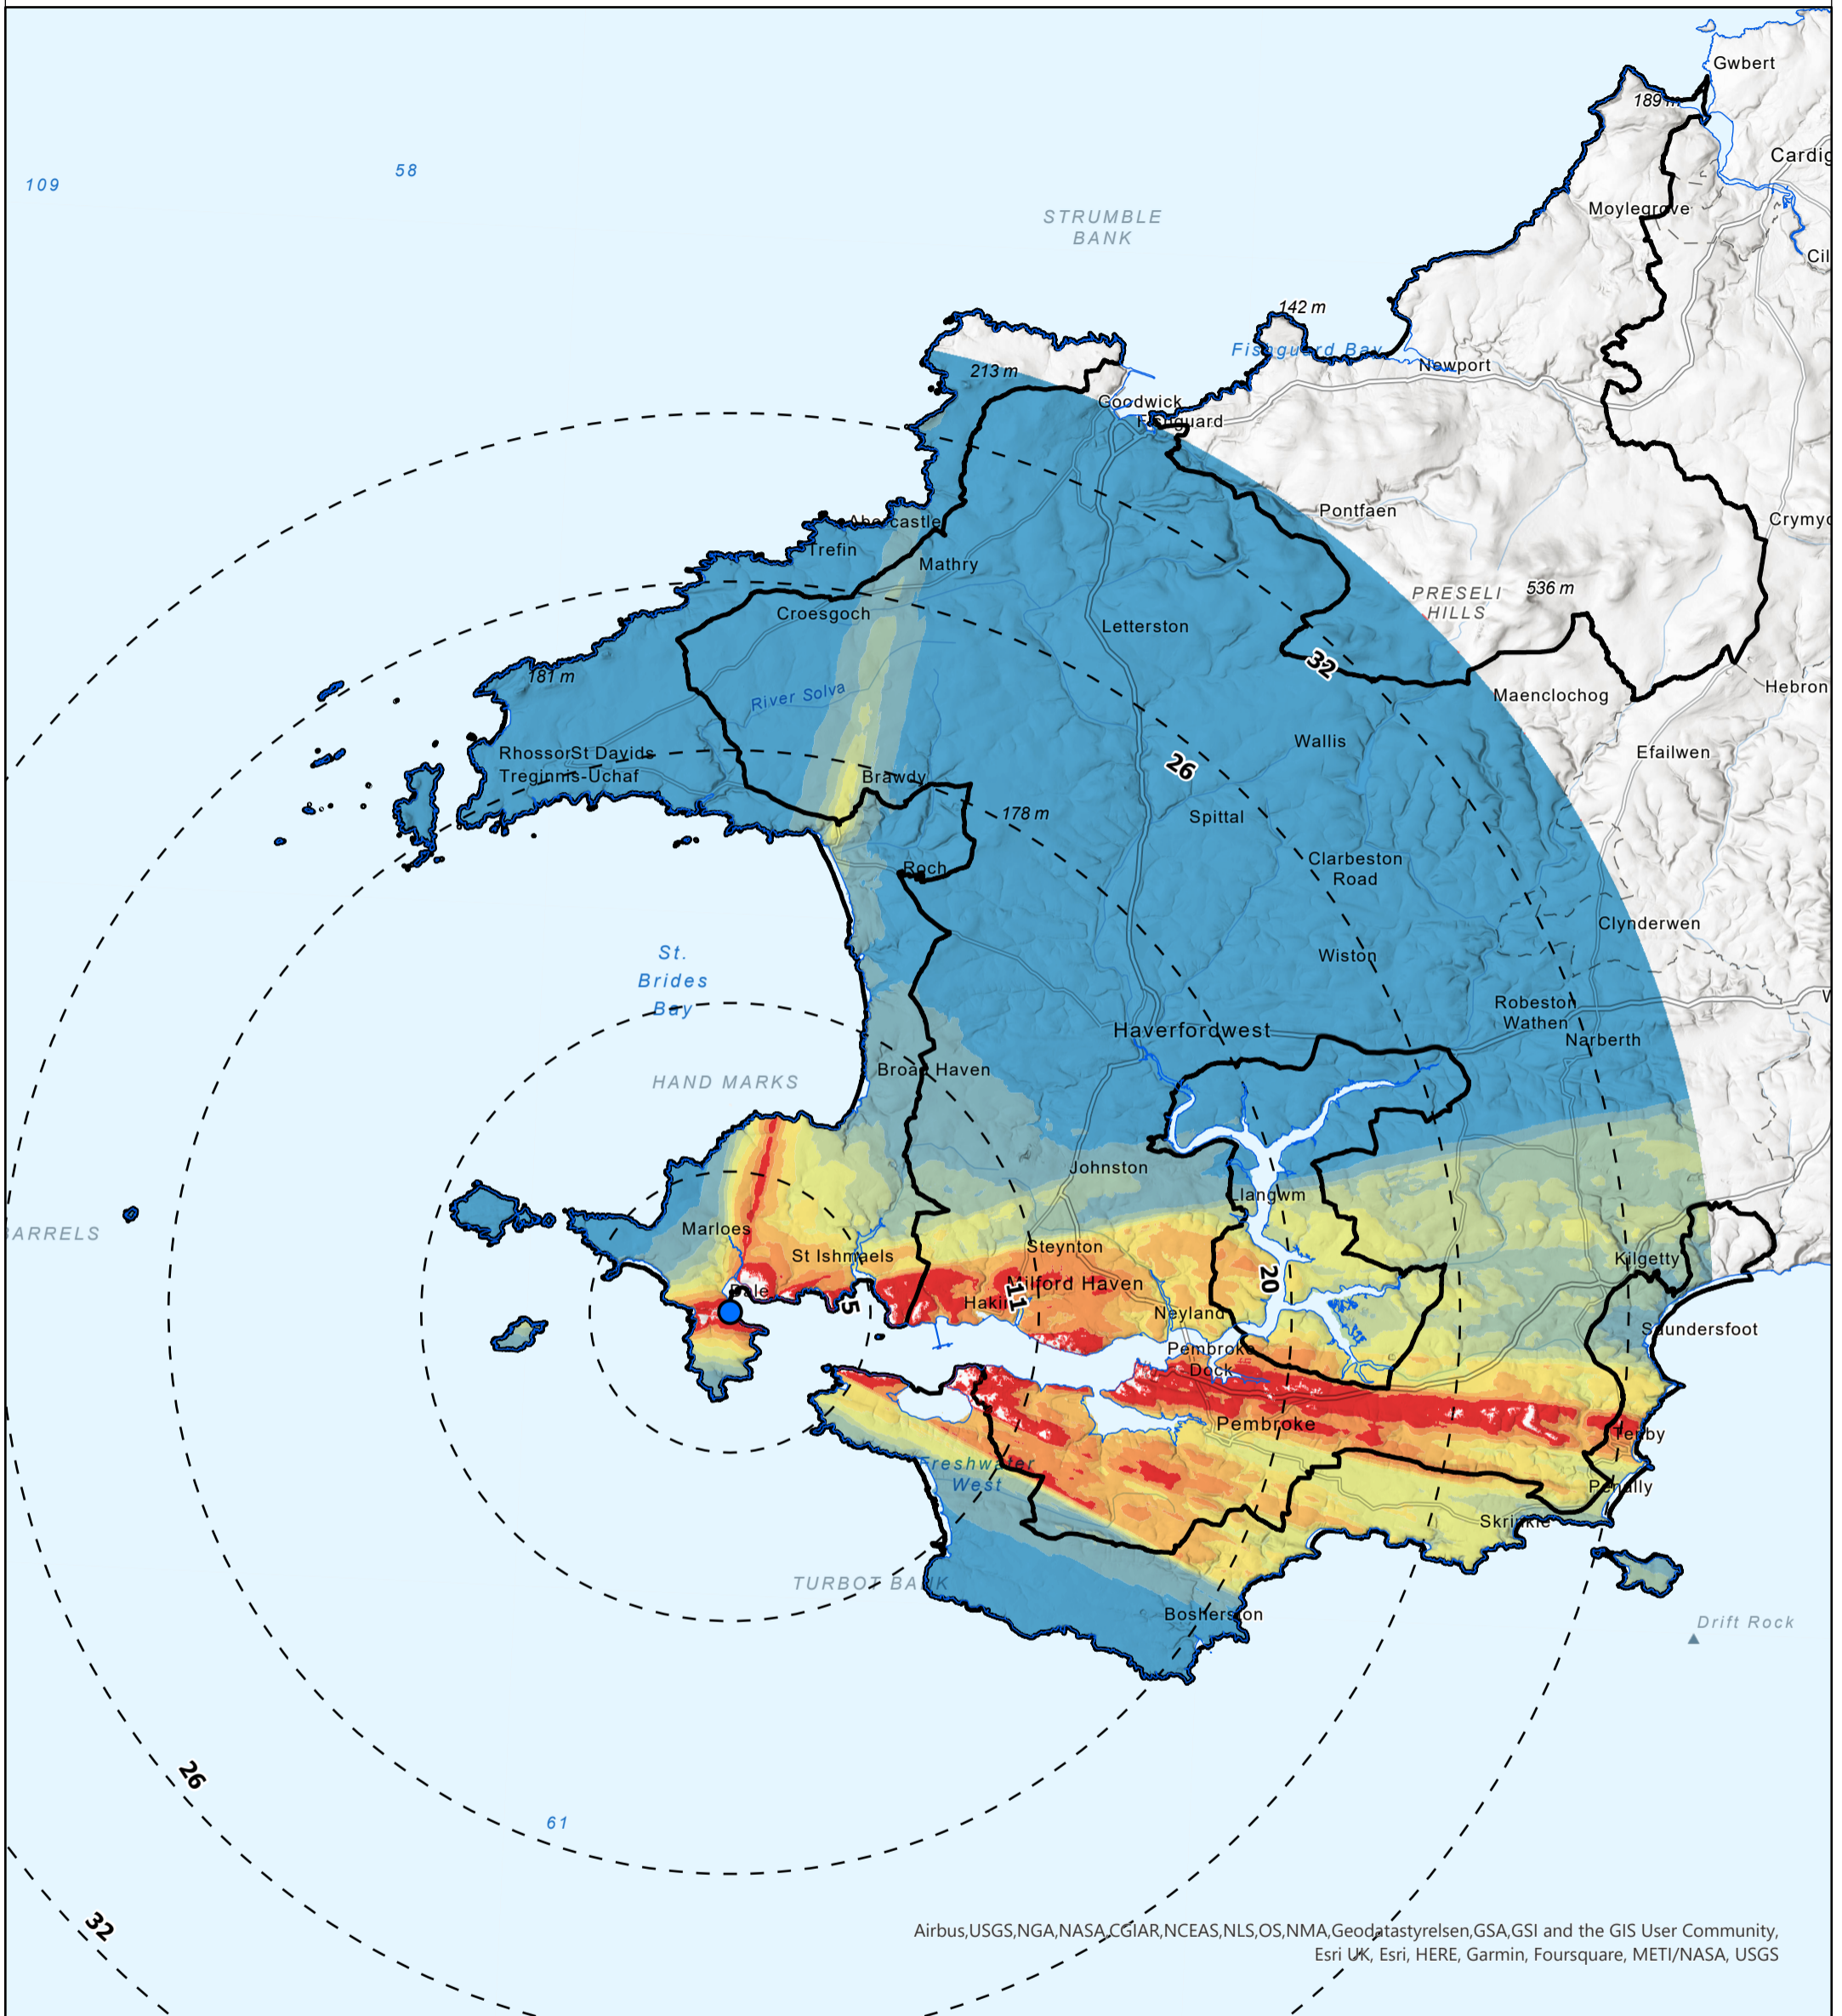 Gwbert
189 m
Cardig
109
58
Moylegrove
STRUMBLE
BANK
Cil
142 m
Fishguard Bay
213 m
Newport
Goodwick
Fishguard
Pontfaen
Crymyc
Abercastle
Trefin
Mathry
PRESELI
HILLS
536 m
Croesgoch
Letterston
32
181 m
River Solva
Hebron
Maenclochog
Wallis
Efailwen
Rhossor
St Davids
Treginnis-Uchaf
Brawdy
26
178 m
Spittal
Roch
Clarbeston
Road
Clynderwen
St.
Brides
Bay
Wiston
Robeston
Wathen
W
Haverfordwest
Narberth
HAND MARKS
Broad Haven
Johnston
Llangwm
BARRELS
Marloes
St Ishmaels
Steynton
Kilgetty
Dale
5
Hakin
11
Milford Haven
20
Neyland
Saundersfoot
Pembroke
Dock
Pembroke
Tenby
Freshwater
West
Penally
Skrinkle
TURBOT BANK
Bosherston
Drift Rock
26
61
32
Airbus,USGS,NGA,NASA,CGIAR,NCEAS,NLS,OS,NMA,Geodatastyrelsen,GSA,GSI and the GIS User Community,
Esri UK, Esri, HERE, Garmin, Foursquare, METI/NASA, USGS